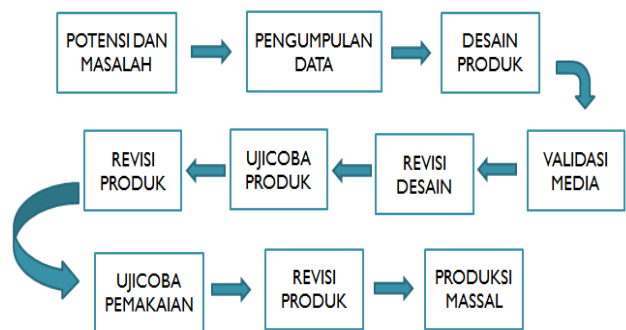 POTENSI DAN
MASALAH
PENGUMPULAN
DATA
DESAIN
PRODUK
VALIDASI
MEDIA
REVISI
DESAIN
UJICOBA
PRODUK
REVISI
PRODUK
UJICOBA
PEMAKAIAN
REVISI
PRODUK
PRODUKSI
MASSAL